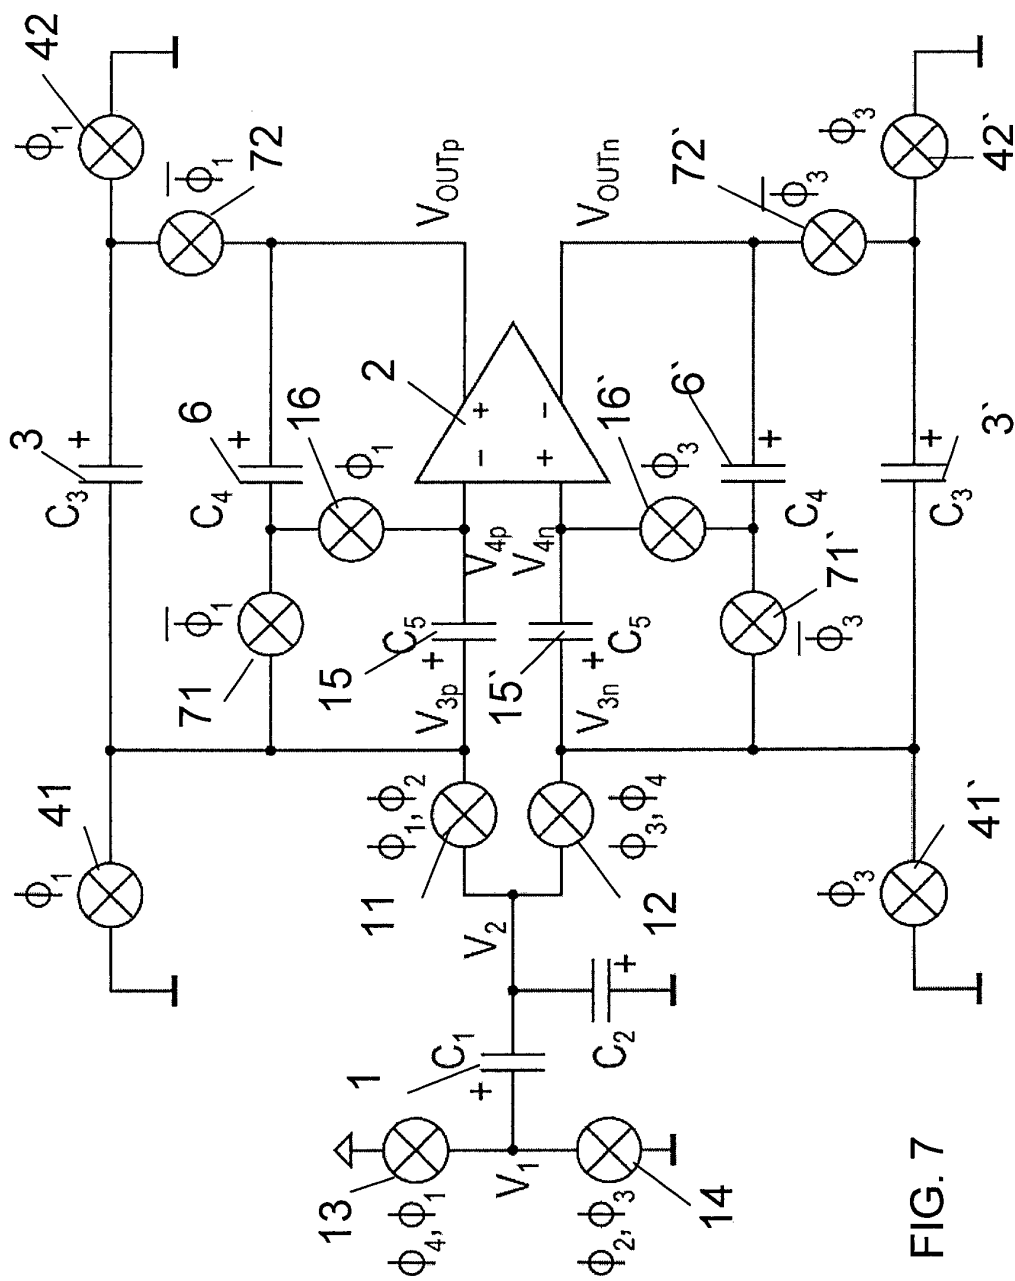 42
ϕ1
ϕ̅1
72
3
+
C3
6
+
C4
16
ϕ1
2
VOUTp
VOUTn
72`
ϕ̅3
ϕ3
42`
41
ϕ1
ϕ̅1
71
15
C5
+
V3p
V4p
- +
+ -
V4n
16`
ϕ3
6`
+
C4
3`
+
C3
15`
C5
+
V3n
71`
ϕ̅3
ϕ1, ϕ2
11
ϕ3, ϕ4
12
ϕ3
41`
V2
1
C1
+
C2
+
V1
13
ϕ4, ϕ1
14
ϕ2, ϕ3
FIG. 7